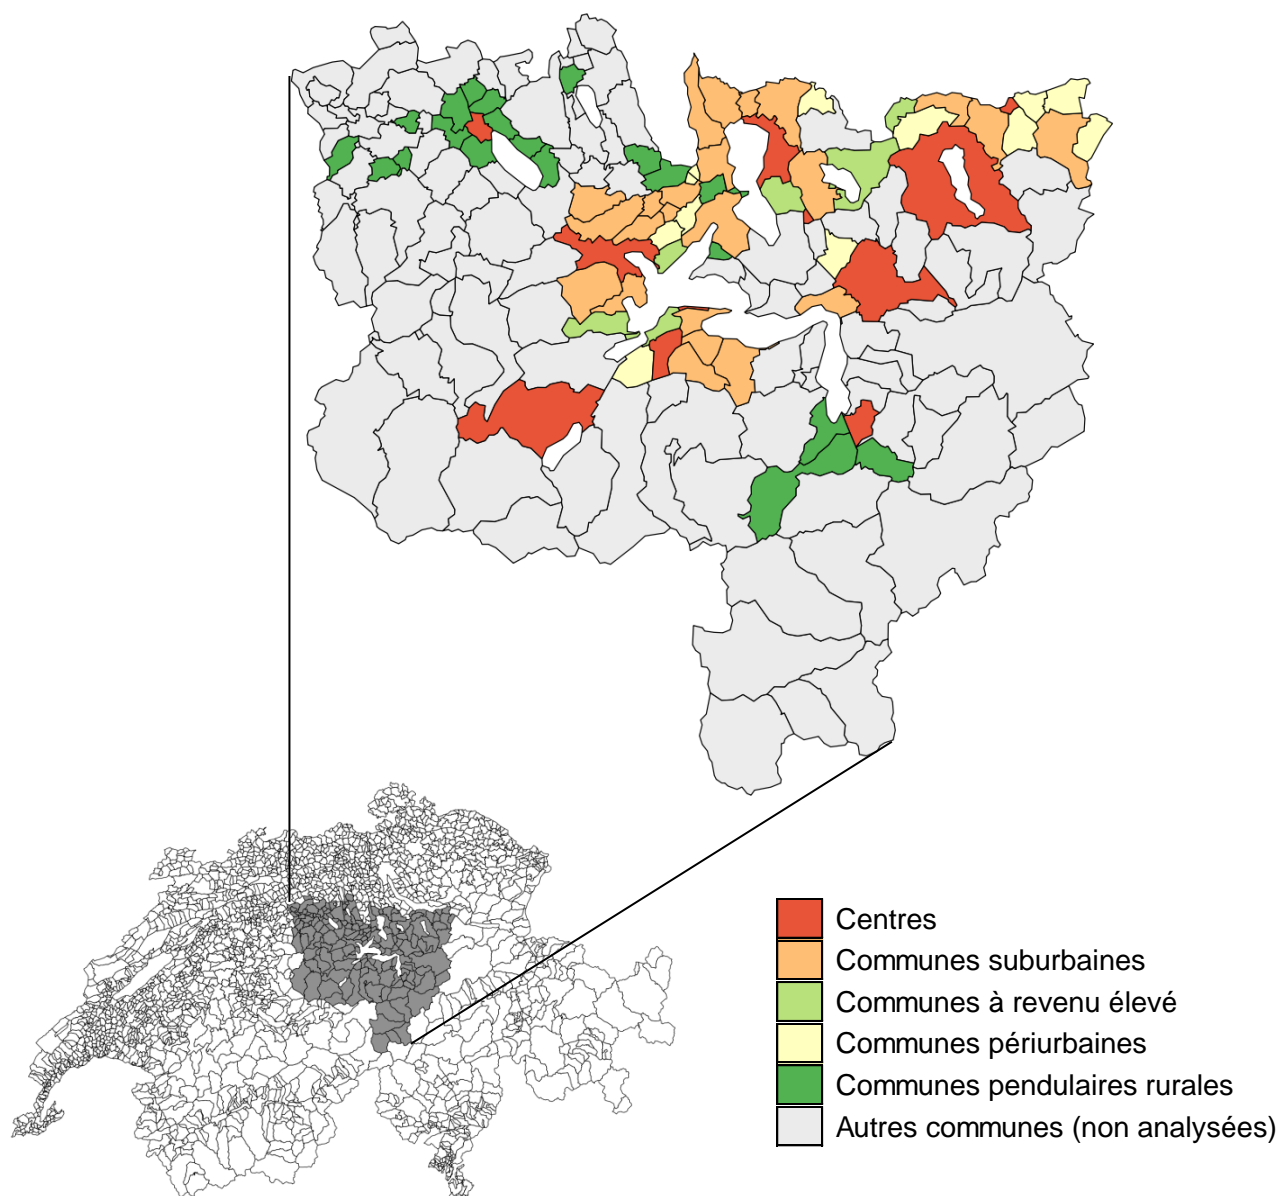 Centres
Communes suburbaines
Communes à revenu élevé
Communes périurbaines
Communes pendulaires rurales
Autres communes (non analysées)